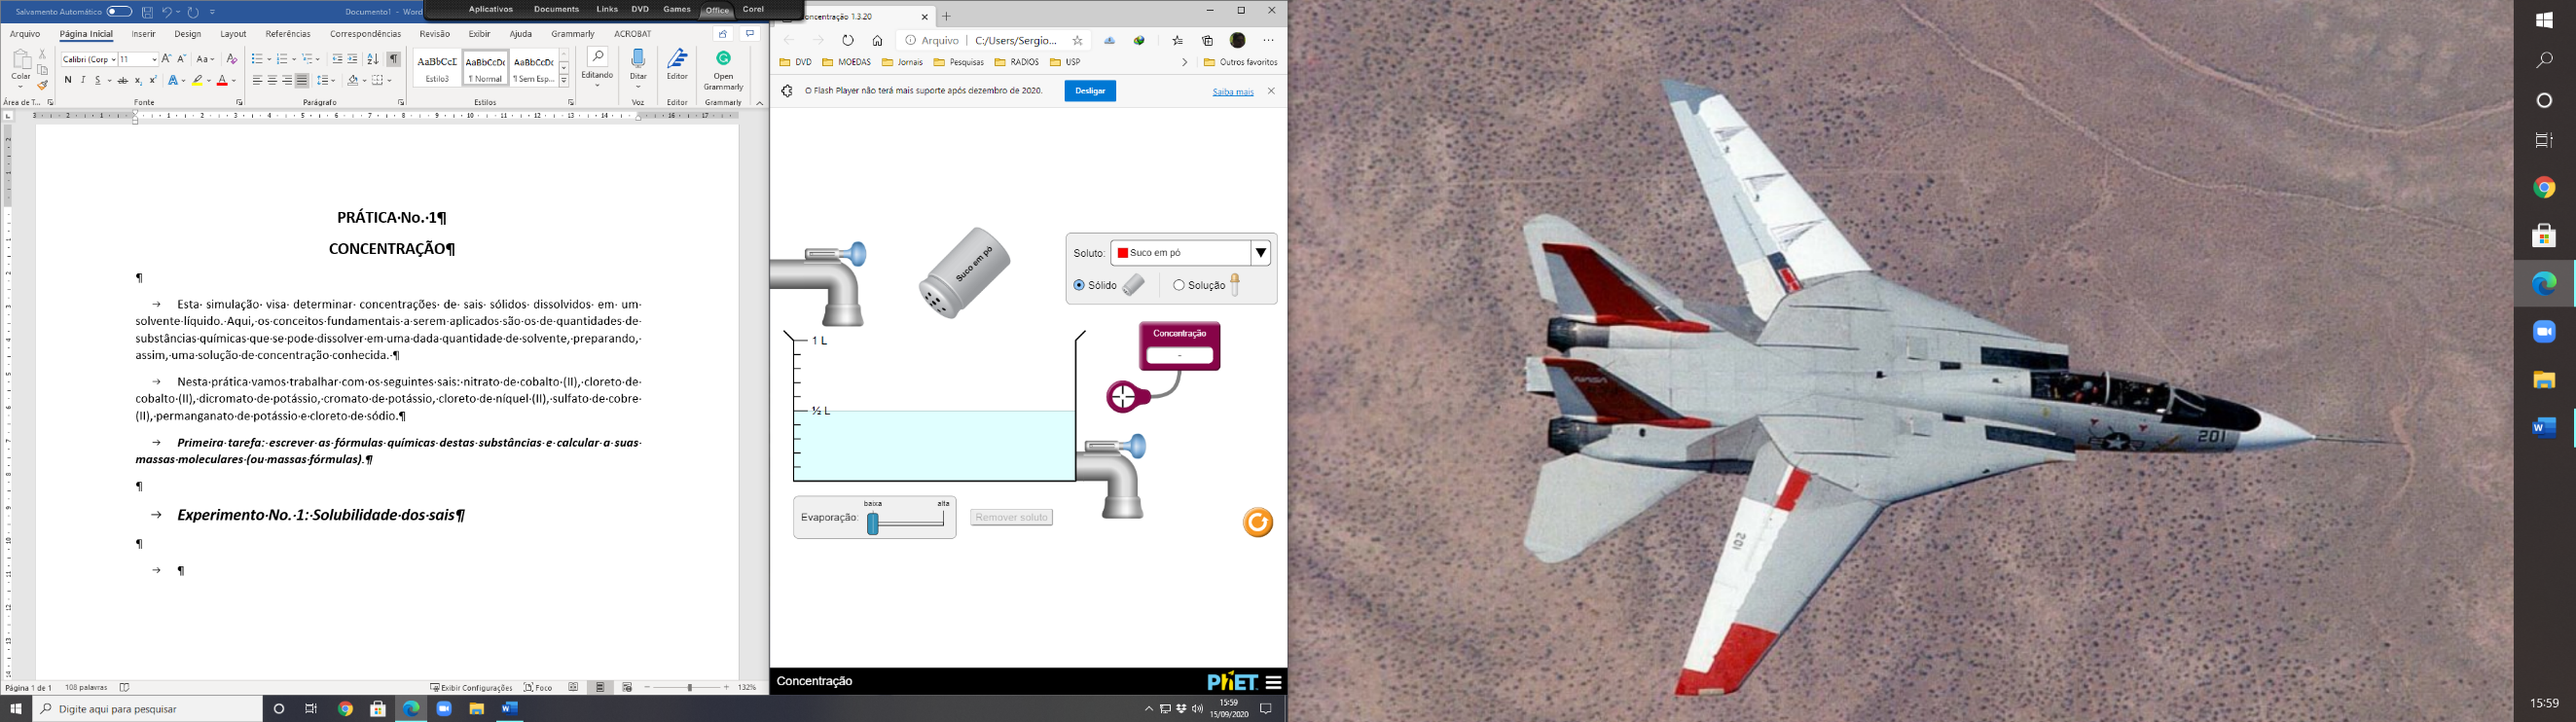 Salvamento Automático
Documento1 - Word
Aplicativos Documents Links DVD Games Office Corel
Arquivo Página Inicial Inserir Design Layout Referências Correspondências Revisão Exibir Ajuda Grammarly ACROBAT
Colar
Calibri (Corp 11
Aa
N I S ab x₂ x²
AaBbCcD AaBbCcDc AaBbCcDc
Estilo3 ¶ Normal ¶ Sem Esp...
Editando Ditar Editor Open Grammarly
Área de T... Fonte Parágrafo Estilos Voz Editor Grammarly
PRÁTICA·No.·1¶
CONCENTRAÇÃO¶
¶
→ Esta· simulação· visa· determinar· concentrações· de· sais· sólidos· dissolvidos· em· um·
solvente·líquido.·Aqui,·os·conceitos·fundamentais·a·serem·aplicados·são·os·de·quantidades·de·
substâncias·químicas·que·se·pode·dissolver·em·uma·dada·quantidade·de·solvente,·preparando,·
assim,·uma·solução·de·concentração·conhecida.·¶
→ Nesta·prática·vamos·trabalhar·com·os·seguintes·sais:·nitrato·de·cobalto·(II),·cloreto·de·
cobalto·(II),·dicromato·de·potássio,·cromato·de·potássio,·cloreto·de·níquel·(II),·sulfato·de·cobre·
(II),·permanganato·de·potássio·e·cloreto·de·sódio.¶
→ Primeira·tarefa:·escrever·as·fórmulas·químicas·destas·substâncias·e·calcular·a·suas·
massas·moleculares·(ou·massas·fórmulas).¶
¶
→ Experimento·No.·1:·Solubilidade·dos·sais¶
¶
→ ¶
Página 1 de 1 108 palavras
Exibir Configurações Foco 132%
Digite aqui para pesquisar
oncentração 1.3.20
Arquivo | C:/Users/Sergio...
DVD MOEDAS Jornais Pesquisas RADIOS USP Outros favoritos
O Flash Player não terá mais suporte após dezembro de 2020. Desligar Saiba mais
Suco em pó
Soluto: Suco em pó
Sólido Solução
Concentração
-
1 L
½ L
baixa alta
Evaporação:
Remover soluto
Concentração
PhET
15:59
15/09/2020
201
201
15:59